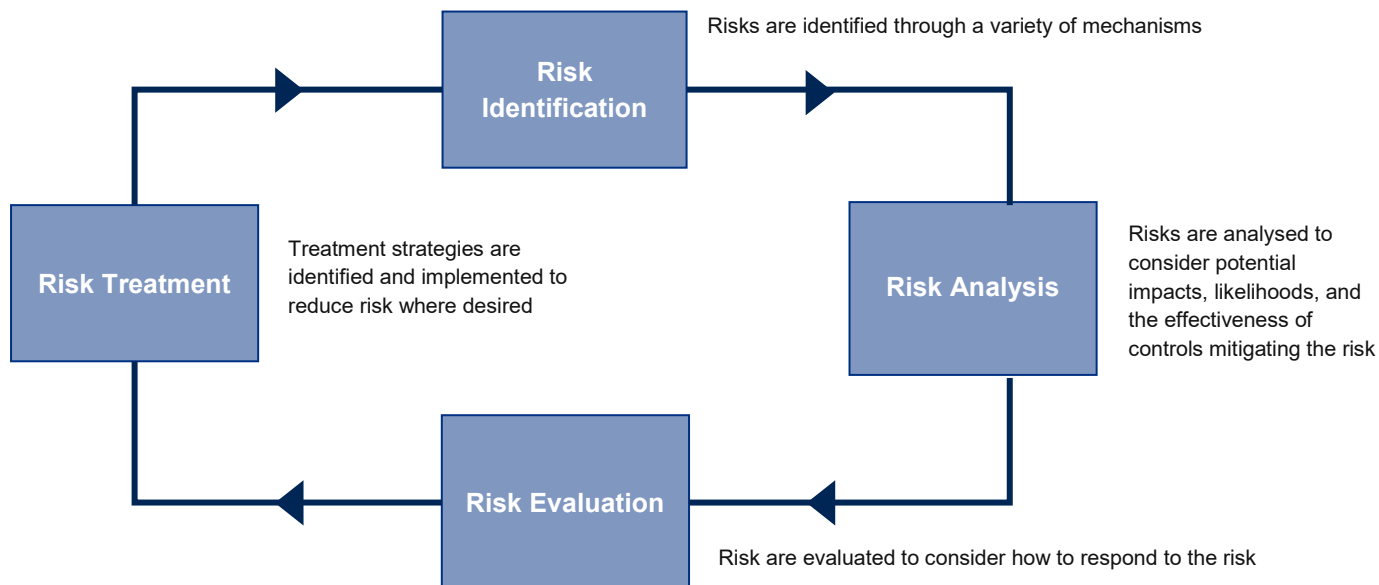 Risks are identified through a variety of mechanisms
Risk
Identification
Risk Treatment
Treatment strategies are
identified and implemented to
reduce risk where desired
Risk Analysis
Risks are analysed to
consider potential
impacts, likelihoods, and
the effectiveness of
controls mitigating the risk
Risk Evaluation
Risk are evaluated to consider how to respond to the risk